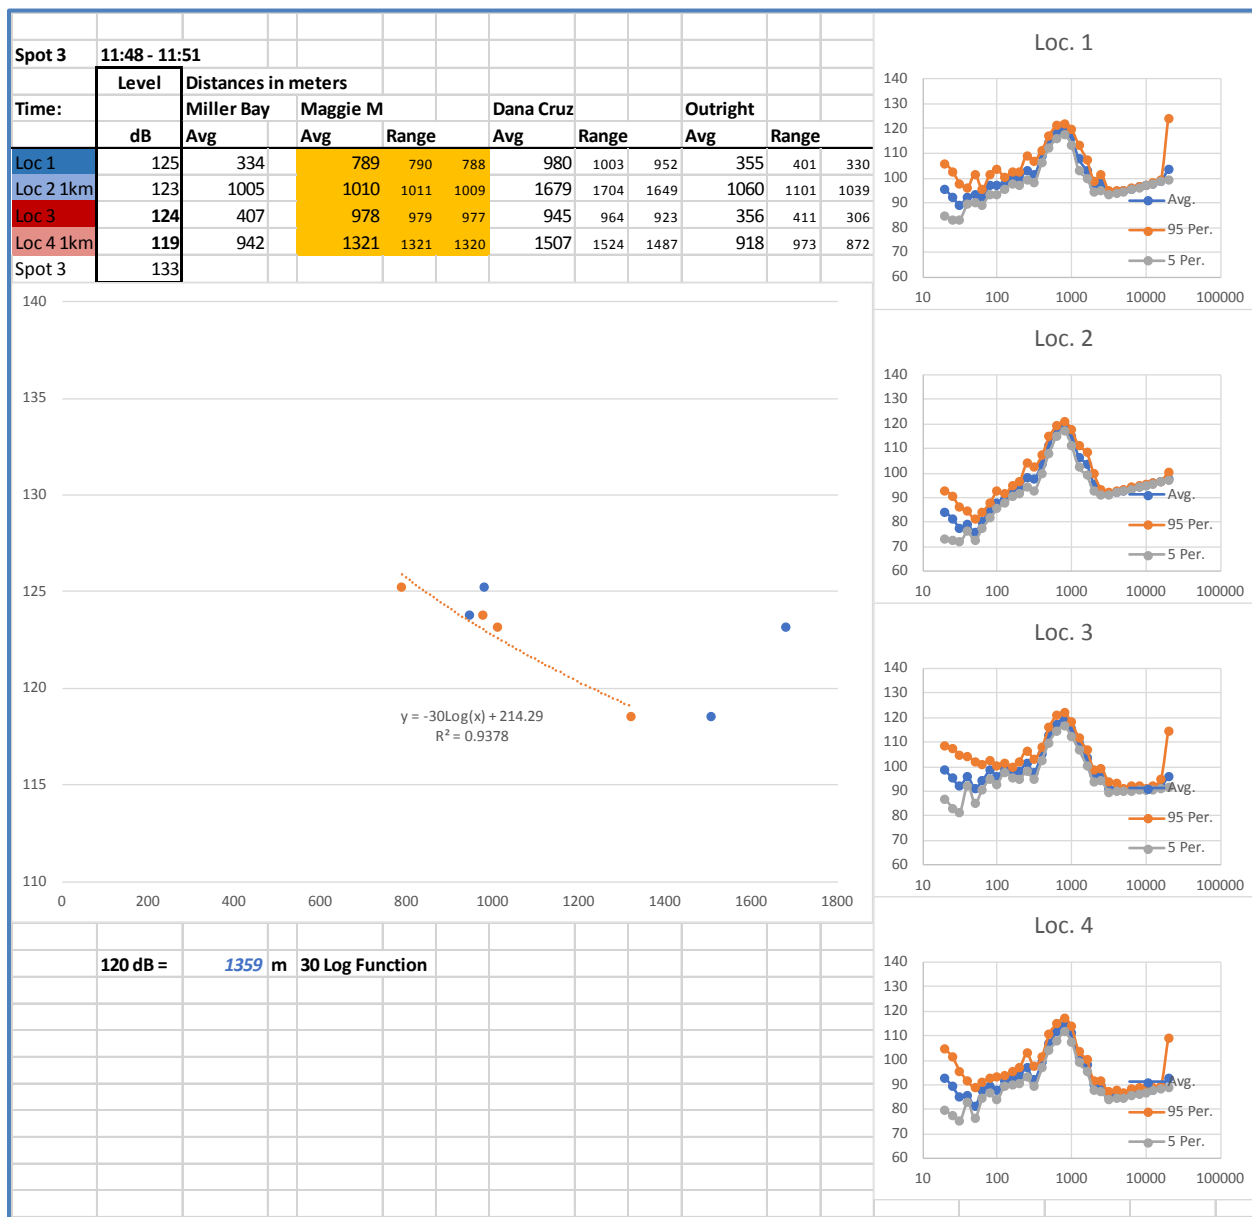 Spot 3 11:48 - 11:51
Level Distances in meters
Time: Miller Bay Maggie M Dana Cruz Outright
dB Avg Avg Range Avg Range Avg Range
Loc 1 125 334 789 790 788 980 1003 952 355 401 330
Loc 2 1km 123 1005 1010 1011 1009 1679 1704 1649 1060 1101 1039
Loc 3 124 407 978 979 977 945 964 923 356 411 306
Loc 4 1km 119 942 1321 1321 1320 1507 1524 1487 918 973 872
Spot 3 133
140
135
130
125
120
115
110
0 200 400 600 800 1000 1200 1400 1600 1800
y = -30Log(x) + 214.29
R² = 0.9378
120 dB = 1359 m 30 Log Function
Loc. 1
140
130
120
110
100
90
80
70
60
10 100 1000 10000 100000
Avg.
95 Per.
5 Per.
Loc. 2
140
130
120
110
100
90
80
70
60
10 100 1000 10000 100000
Avg.
95 Per.
5 Per.
Loc. 3
140
130
120
110
100
90
80
70
60
10 100 1000 10000 100000
Avg.
95 Per.
5 Per.
Loc. 4
140
130
120
110
100
90
80
70
60
10 100 1000 10000 100000
Avg.
95 Per.
5 Per.